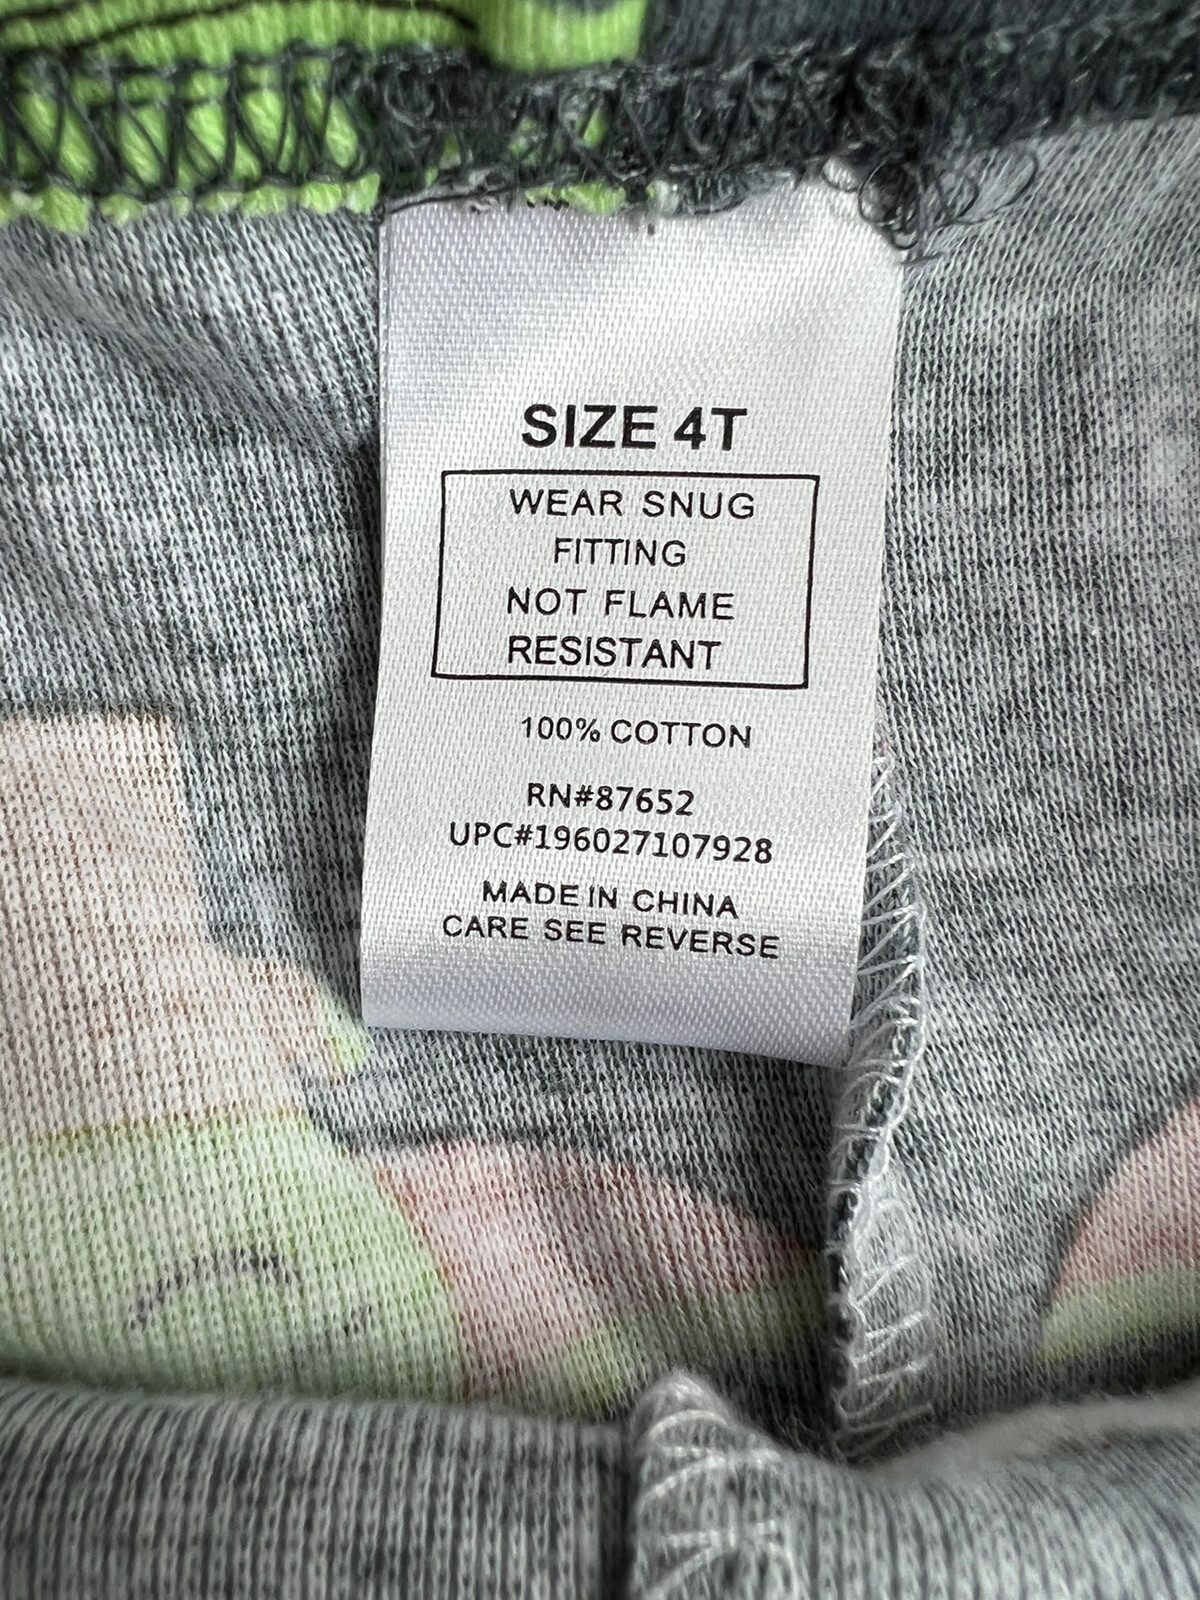 SIZE 4T
WEAR SNUG
FITTING
NOT FLAME
RESISTANT
100% COTTON
RN#87652
UPC#196027107928
MADE IN CHINA
CARE SEE REVERSE